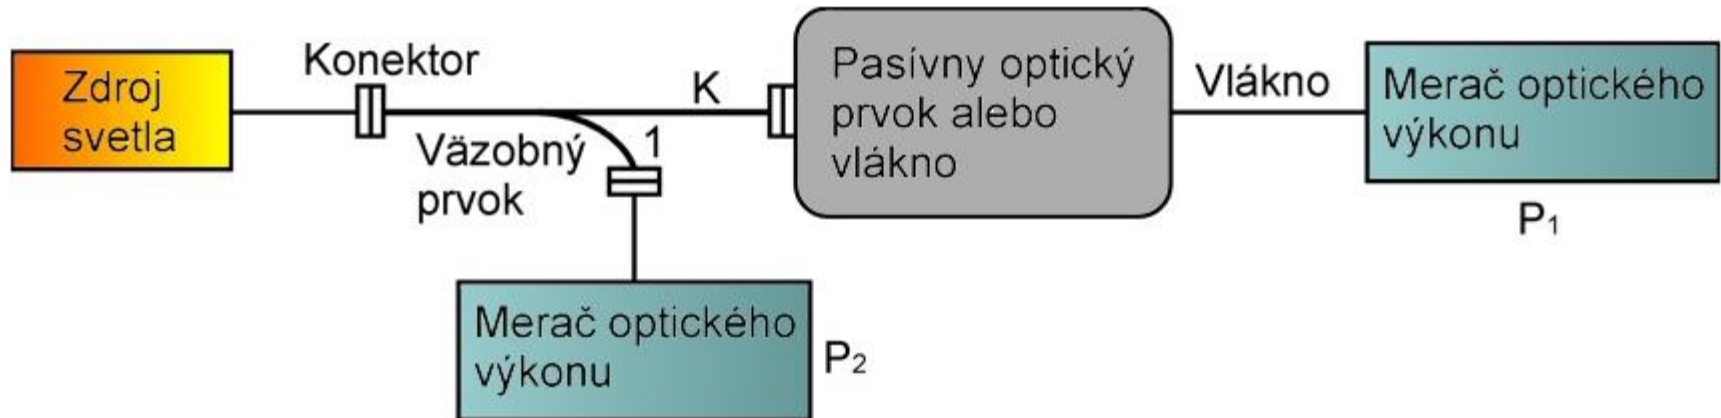 Zdroj
svetla
Konektor
K
Väzobný
prvok
1
Pasívny optický
prvok alebo
vlákno
Vlákno
Merač optického
výkonu
P₁
Merač optického
výkonu
P₂